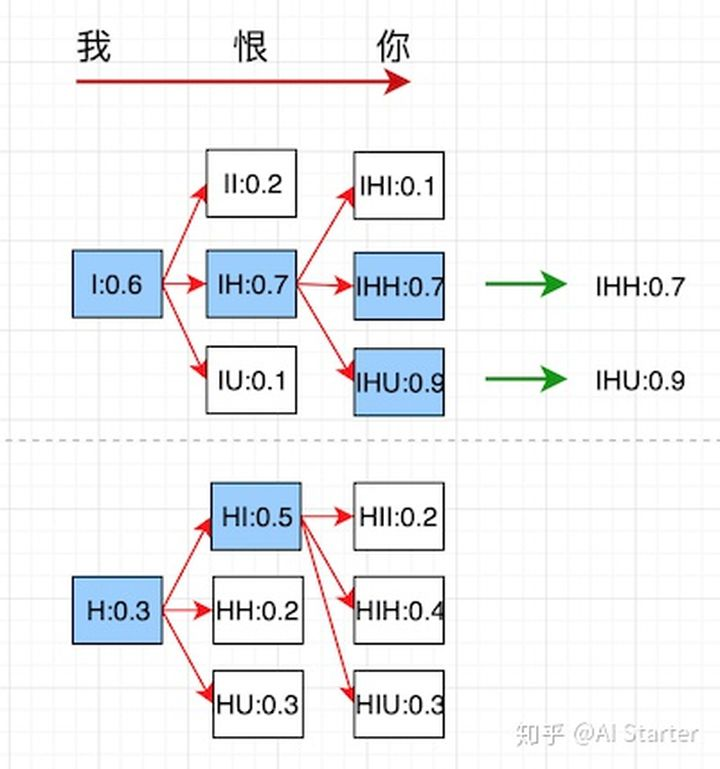 我 恨 你
II:0.2
IHI:0.1
I:0.6
IH:0.7
IHH:0.7
IHH:0.7
IU:0.1
IHU:0.9
IHU:0.9
HI:0.5
HII:0.2
H:0.3
HH:0.2
HIH:0.4
HU:0.3
HIU:0.3
知乎 @AI Starter